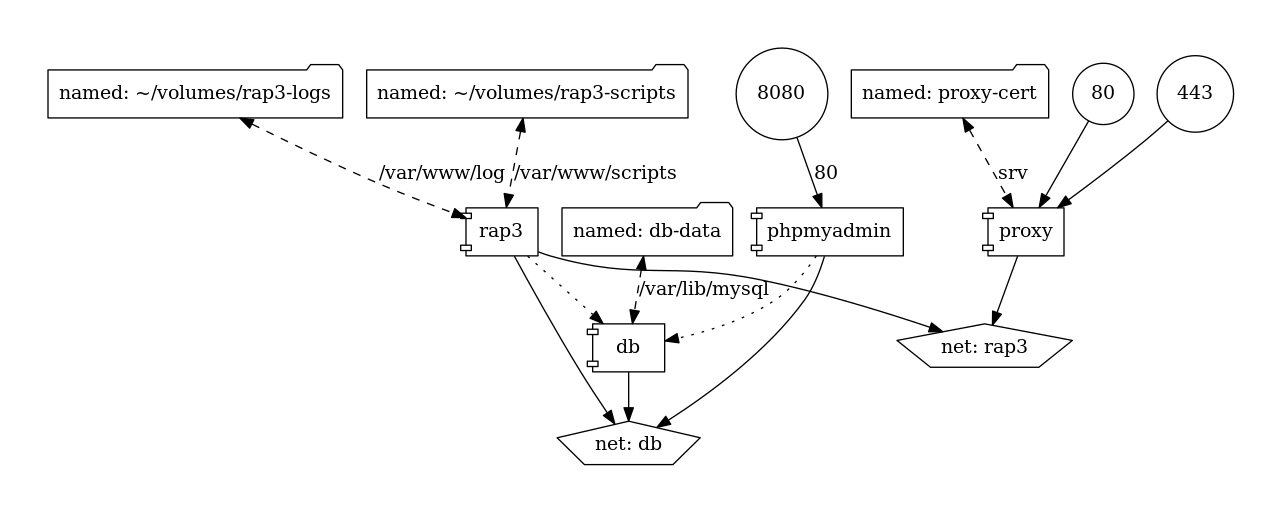 named: ~/volumes/rap3-logs
named: ~/volumes/rap3-scripts
8080
named: proxy-cert
80
443
/var/www/log
/var/www/scripts
80
srv
rap3
named: db-data
phpmyadmin
proxy
/var/lib/mysql
db
net: rap3
net: db